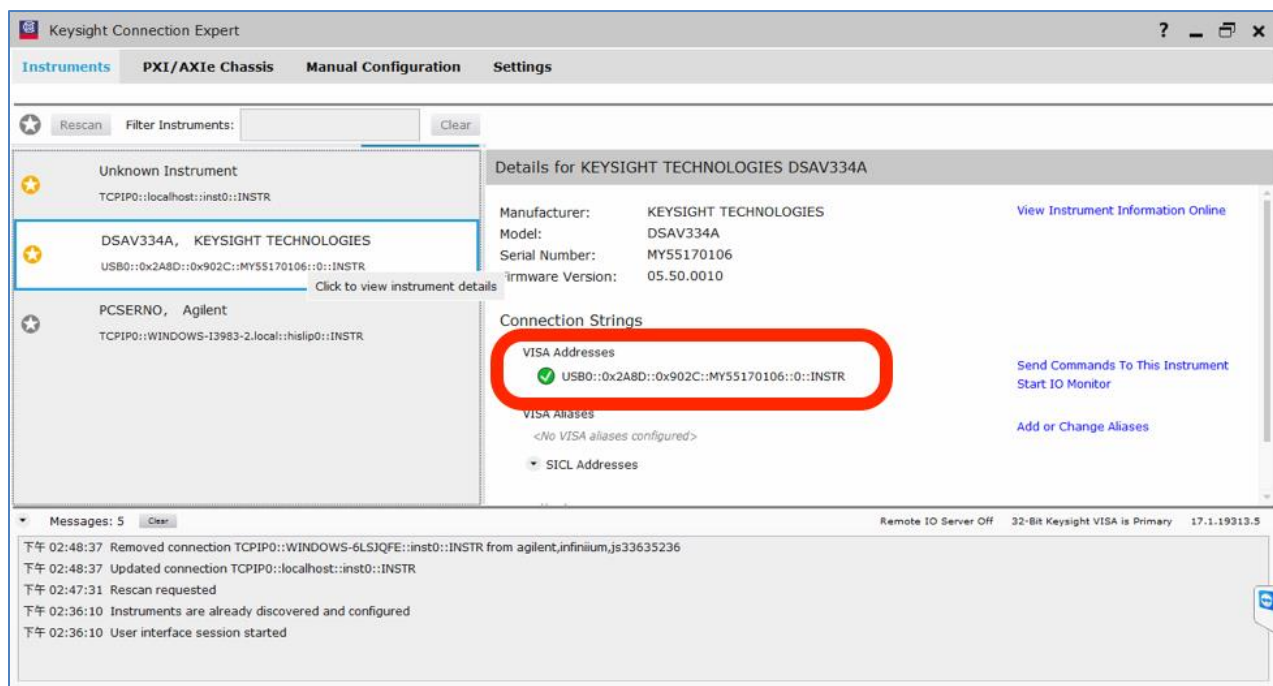 Keysight Connection Expert
? 
Instruments PXI/AXIe Chassis Manual Configuration Settings
Rescan Filter Instruments: Clear
Unknown Instrument
TCPIP0::localhost::inst0::INSTR
DSAV334A, KEYSIGHT TECHNOLOGIES
USB0::0x2A8D::0x902C::MY55170106::0::INSTR
Click to view instrument details
PCSERNO, Agilent
TCPIP0::WINDOWS-I3983-2.local::hislip0::INSTR
Details for KEYSIGHT TECHNOLOGIES DSAV334A
Manufacturer: KEYSIGHT TECHNOLOGIES View Instrument Information Online
Model: DSAV334A
Serial Number: MY55170106
Firmware Version: 05.50.0010
Connection Strings
VISA Addresses
USB0::0x2A8D::0x902C::MY55170106::0::INSTR
Send Commands To This Instrument
Start IO Monitor
VISA Aliases
<No VISA aliases configured>
Add or Change Aliases
SICL Addresses
Messages: 5 Clear Remote IO Server Off 32-Bit Keysight VISA is Primary 17.1.19313.5
下午 02:48:37 Removed connection TCPIP0::WINDOWS-6LSJQFE::inst0::INSTR from agilent,infiniium,js33635236
下午 02:48:37 Updated connection TCPIP0::localhost::inst0::INSTR
下午 02:47:31 Rescan requested
下午 02:36:10 Instruments are already discovered and configured
下午 02:36:10 User interface session started